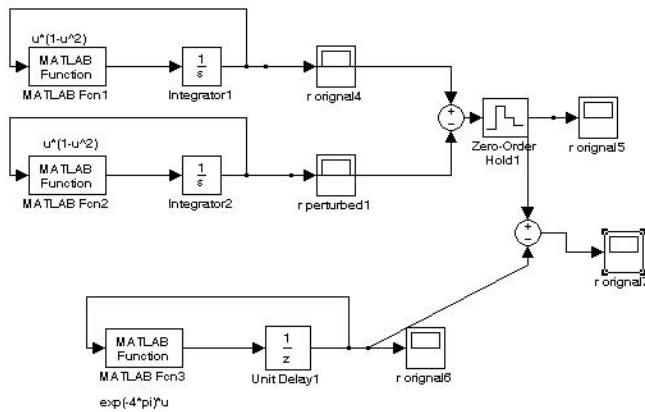 u*(1-u^2)
MATLAB
Function
MATLAB Fcn1
1
s
Integrator1
r orignal4
u*(1-u^2)
MATLAB
Function
MATLAB Fcn2
1
s
Integrator2
r perturbed1
+
−
Zero-Order
Hold1
r orignal5
+
−
r orignal7
MATLAB
Function
MATLAB Fcn3
1
z
Unit Delay1
r orignal6
exp(-4*pi)*u